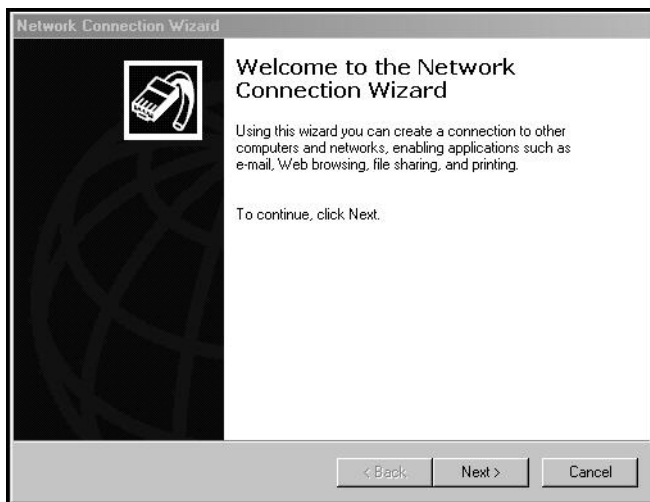 Network Connection Wizard
Welcome to the Network
Connection Wizard
Using this wizard you can create a connection to other
computers and networks, enabling applications such as
e-mail, Web browsing, file sharing, and printing.
To continue, click Next.
< Back Next > Cancel